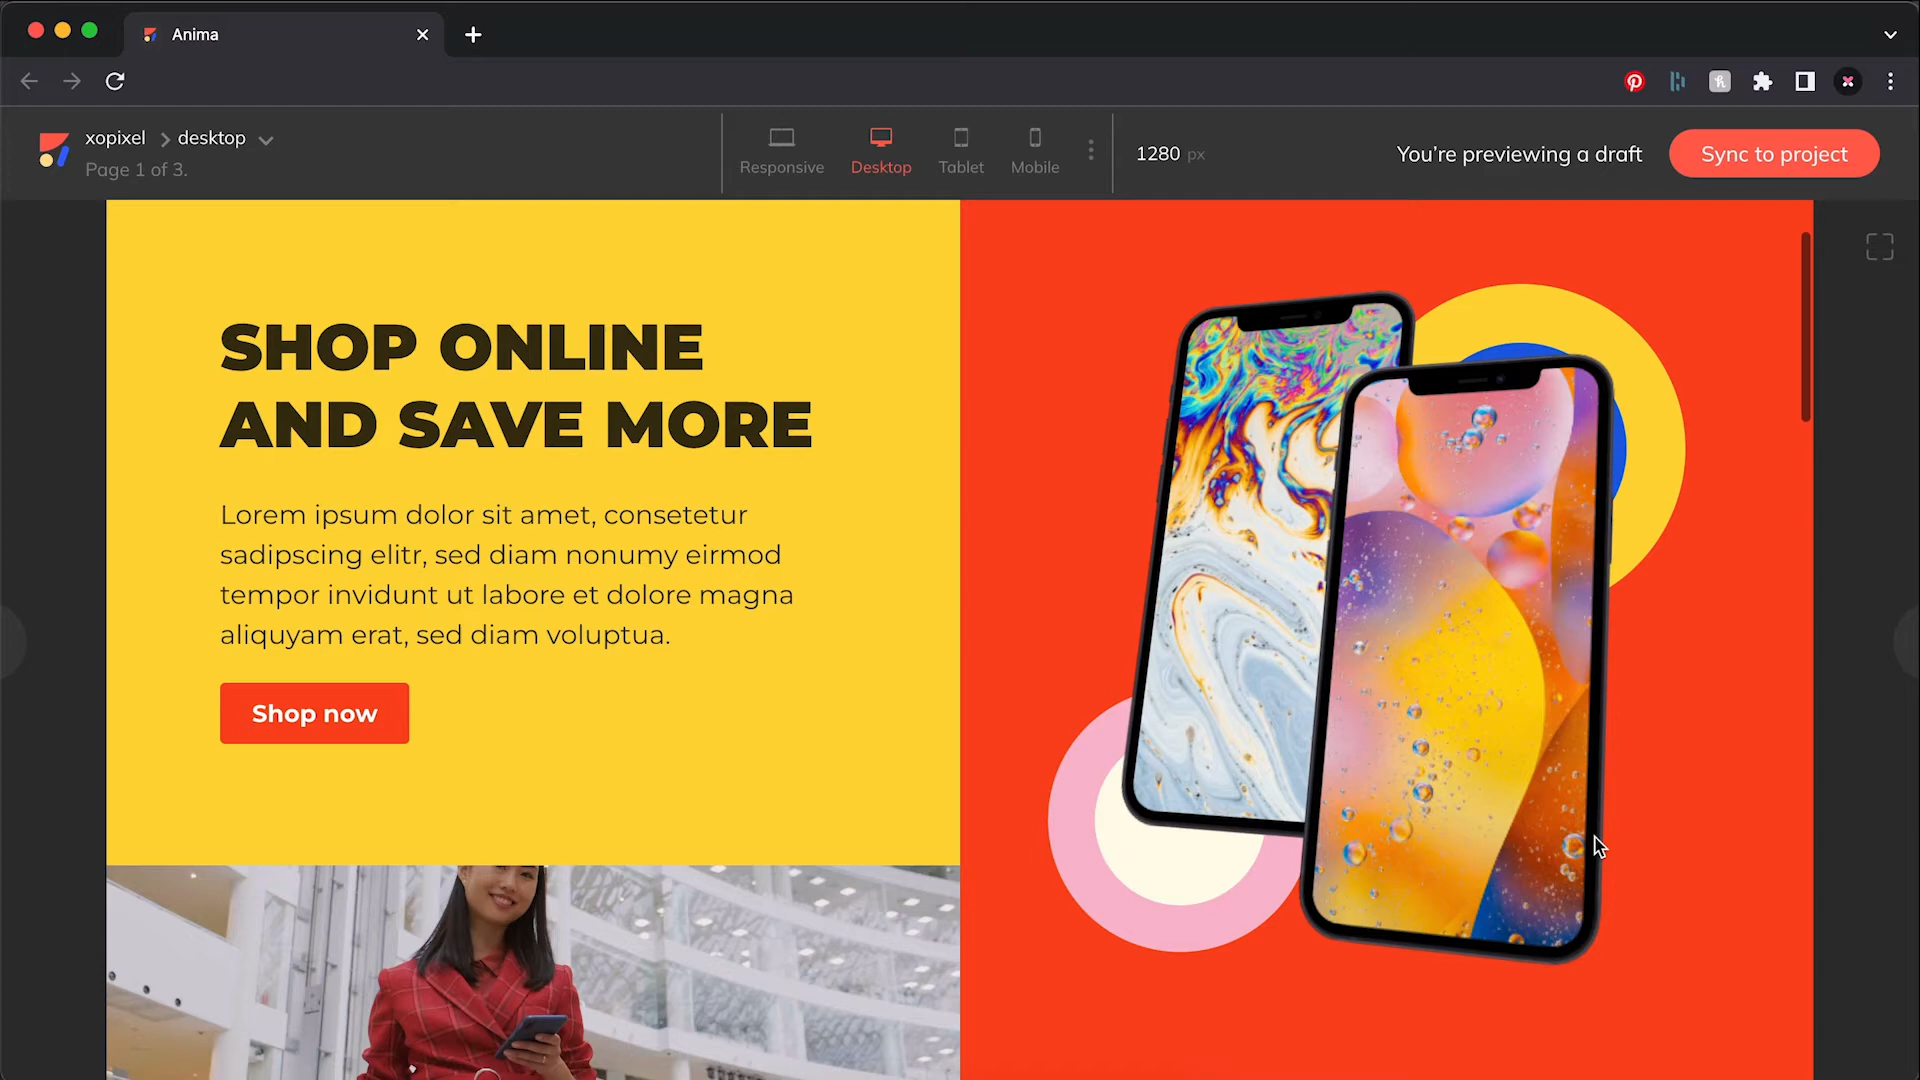 Anima
xopixel
desktop
Page 1 of 3.
Responsive
Desktop
Tablet
Mobile
1280 px
You're previewing a draft
Sync to project
SHOP ONLINE
AND SAVE MORE
Lorem ipsum dolor sit amet, consetetur
sadipscing elitr, sed diam nonumy eirmod
tempor invidunt ut labore et dolore magna
aliquyam erat, sed diam voluptua.
Shop now